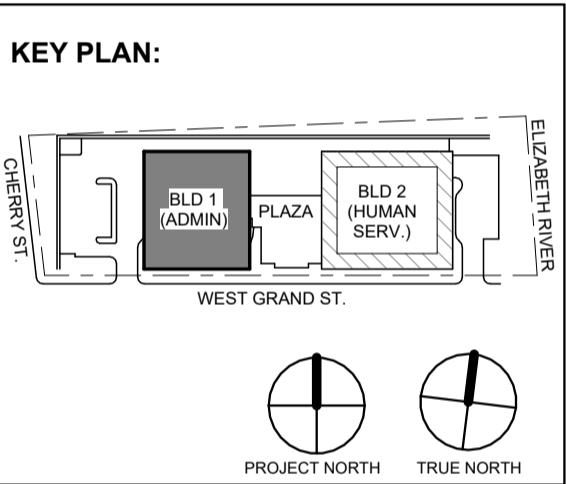 KEY PLAN:
CHERRY ST.
BLD 1
(ADMIN)
PLAZA
BLD 2
(HUMAN
SERV.)
ELIZABETH RIVER
WEST GRAND ST.
PROJECT NORTH
TRUE NORTH